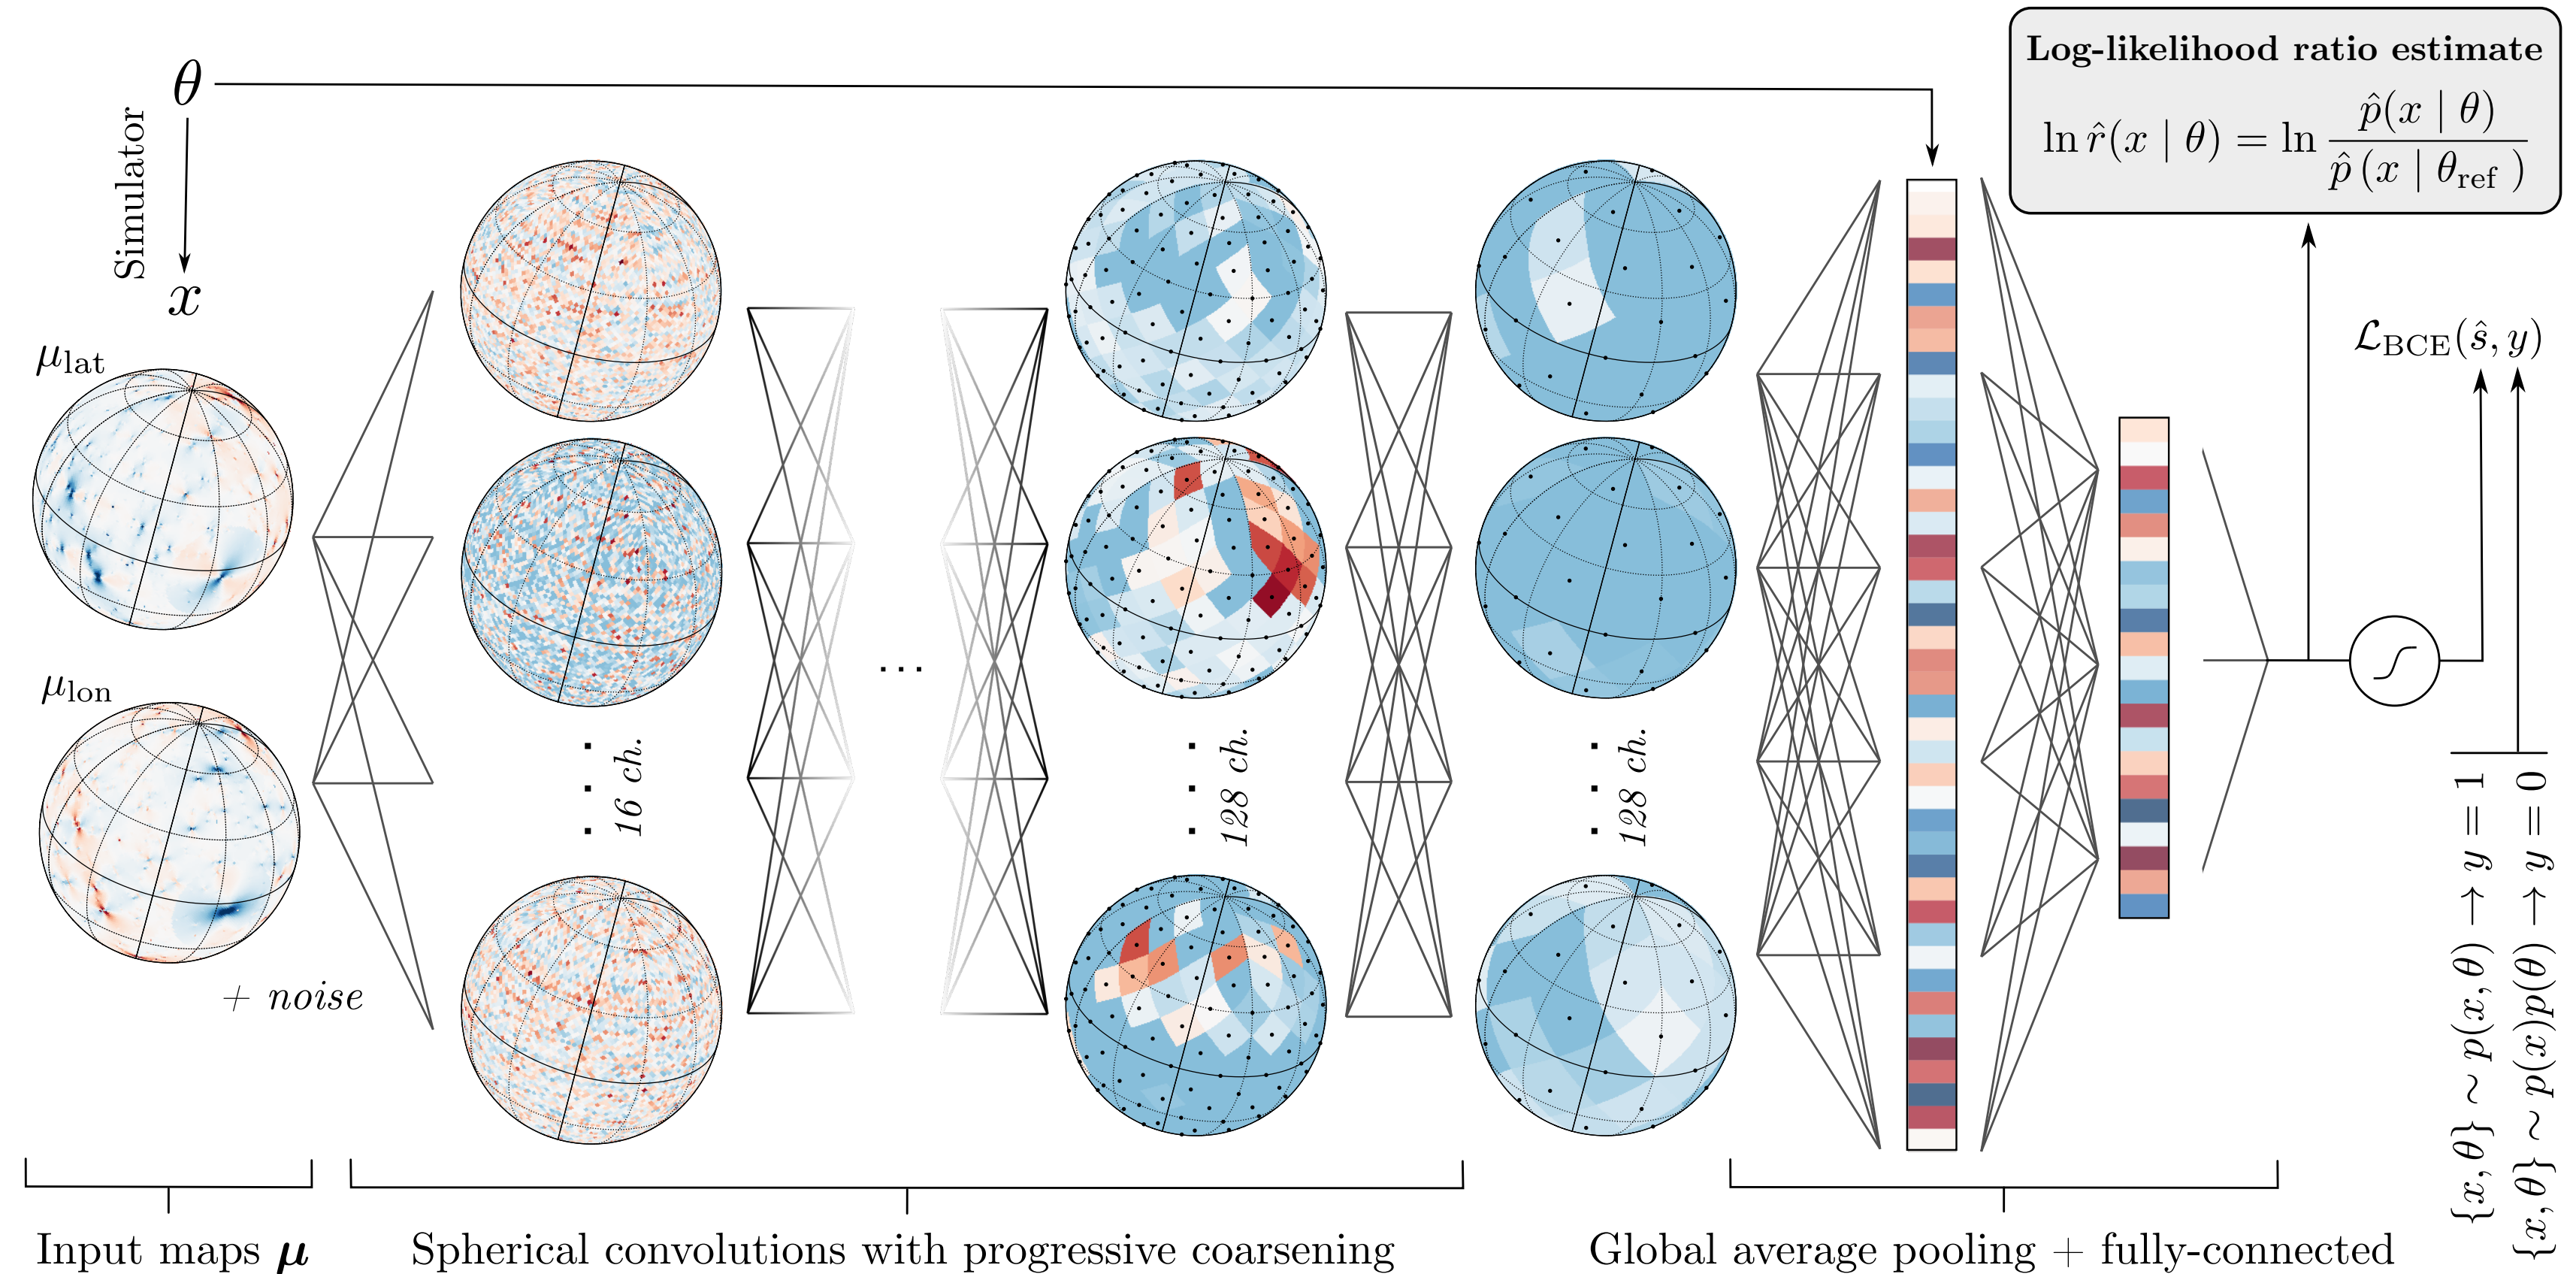 θ
Simulator
x
μ_lat
μ_lon
+ noise
16 ch.
...
128 ch.
128 ch.
Log-likelihood ratio estimate
ln r̂(x | θ) = ln p̂(x | θ) / p̂ (x | θ_ref )
ℒ_BCE(ŝ, y)
{x, θ} ∼ p(x, θ) → y = 1
{x, θ} ∼ p(x)p(θ) → y = 0
Input maps μ
Spherical convolutions with progressive coarsening
Global average pooling + fully-connected